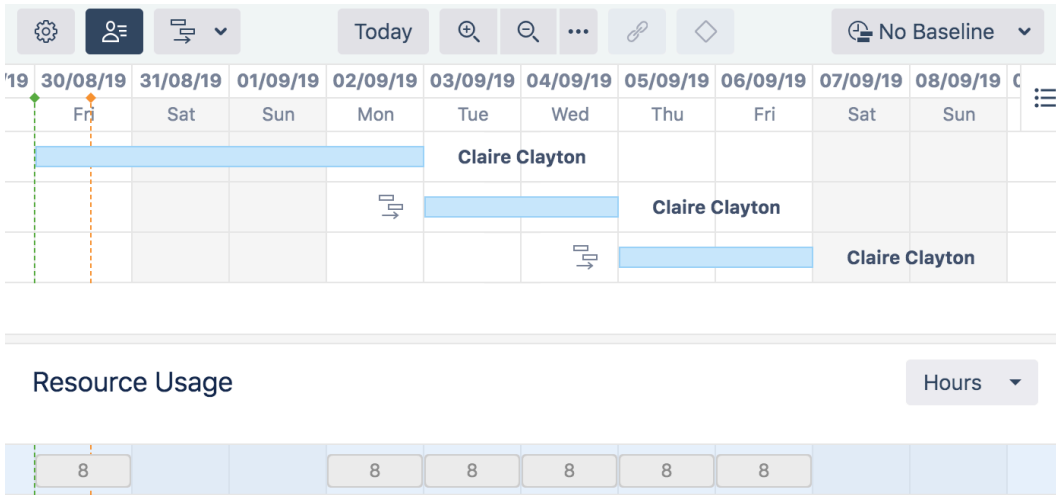 Today No Baseline
/19 30/08/19 31/08/19 01/09/19 02/09/19 03/09/19 04/09/19 05/09/19 06/09/19 07/09/19 08/09/19
Fri Sat Sun Mon Tue Wed Thu Fri Sat Sun
Claire Clayton
Claire Clayton
Claire Clayton
Resource Usage Hours
8 8 8 8 8 8